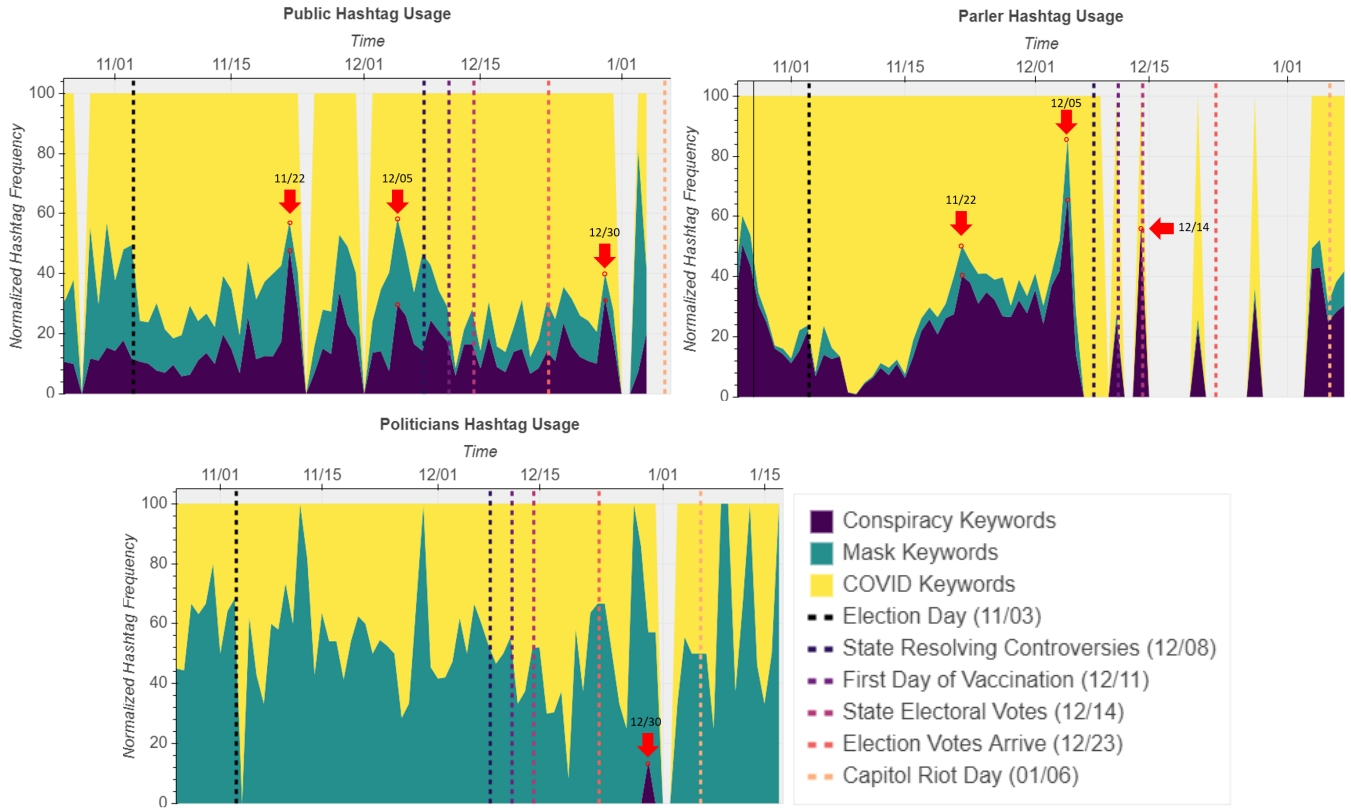 Public Hashtag Usage
Time
11/01 11/15 12/01 12/15 1/01
Normalized Hashtag Frequency
100
80
60
40
20
0
11/22
12/05
12/30
Parler Hashtag Usage
Time
11/01 11/15 12/01 12/15 1/01
Normalized Hashtag Frequency
100
80
60
40
20
0
11/22
12/05
12/14
Politicians Hashtag Usage
Time
11/01 11/15 12/01 12/15 1/01 1/15
Normalized Hashtag Frequency
100
80
60
40
20
0
12/30
Conspiracy Keywords
Mask Keywords
COVID Keywords
Election Day (11/03)
State Resolving Controversies (12/08)
First Day of Vaccination (12/11)
State Electoral Votes (12/14)
Election Votes Arrive (12/23)
Capitol Riot Day (01/06)